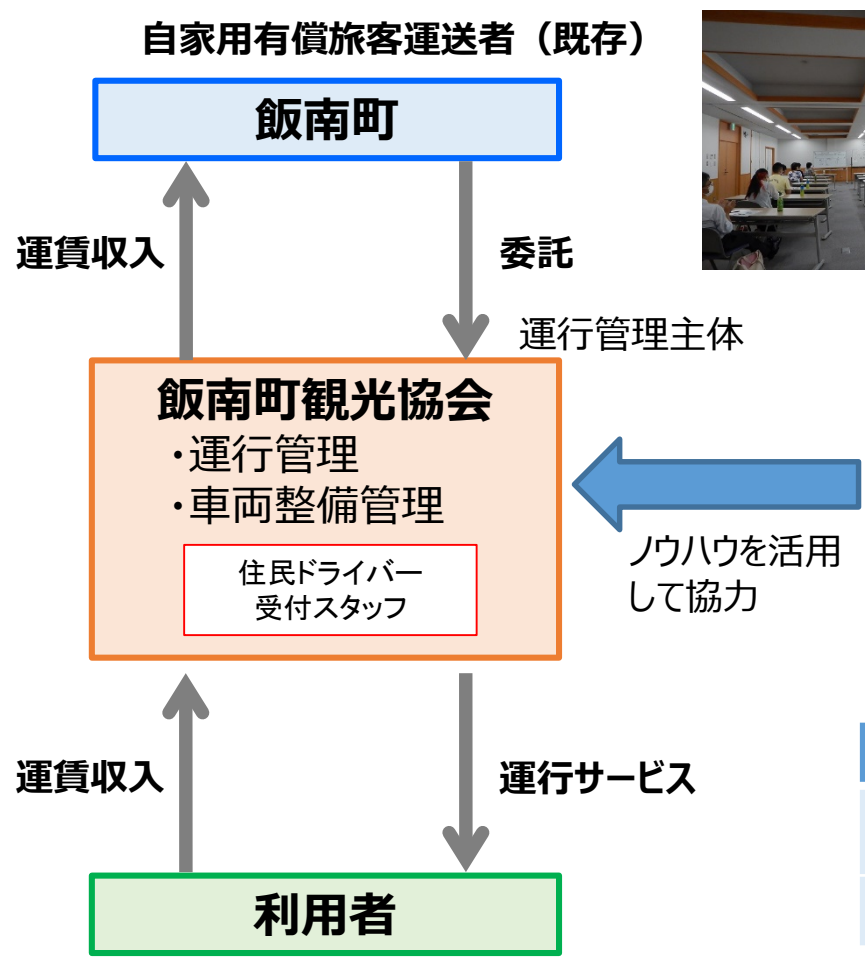 自家用有償旅客運送者（既存）
飯南町
運賃収入
委託
運行管理主体
飯南町観光協会
・運行管理
・車両整備管理
住民ドライバー
受付スタッフ
ノウハウを活用
して協力
運賃収入
運行サービス
利用者